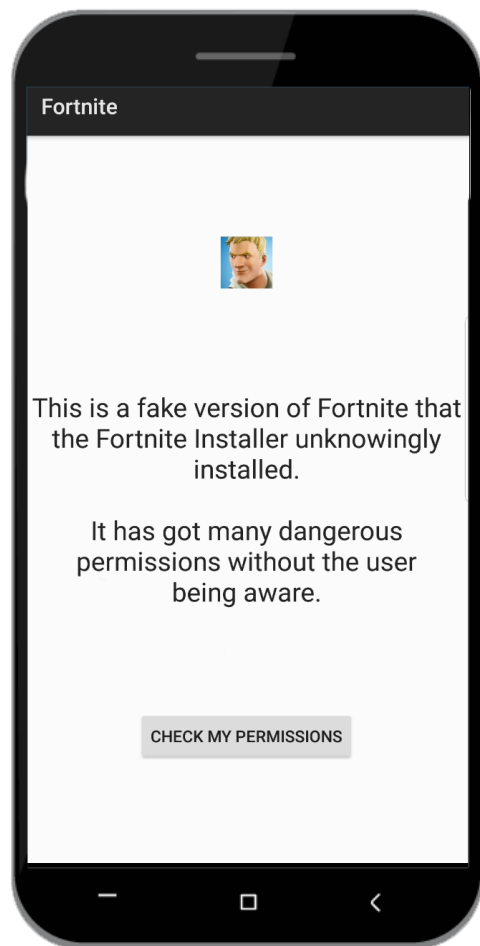 Fortnite
This is a fake version of Fortnite that
the Fortnite Installer unknowingly
installed.
It has got many dangerous
permissions without the user
being aware.
CHECK MY PERMISSIONS